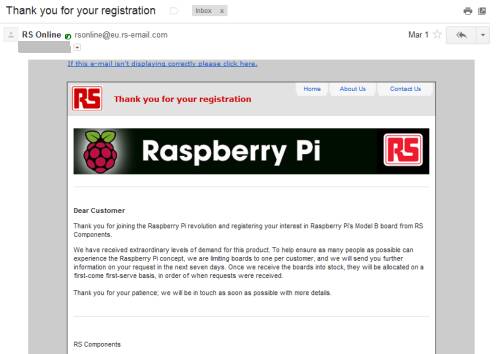 Thank you for your registration
Inbox x
RS Online rsonline@eu.rs-email.com
Mar 1
If this e-mail isn't displaying correctly please click here.
Home About Us Contact Us
RS Thank you for your registration
Raspberry Pi RS
Dear Customer
Thank you for joining the Raspberry Pi revolution and registering your interest in Raspberry Pi's Model B board from RS
Components.
We have received extraordinary levels of demand for this product. To help ensure as many people as possible can
experience the Raspberry Pi concept, we are limiting boards to one per customer, and we will send you further
information on your request in the next seven days. Once we receive the boards into stock, they will be allocated on a
first-come first-serve basis, in order of when requests were received.
Thank you for your patience; we will be in touch as soon as possible with more details.
RS Components